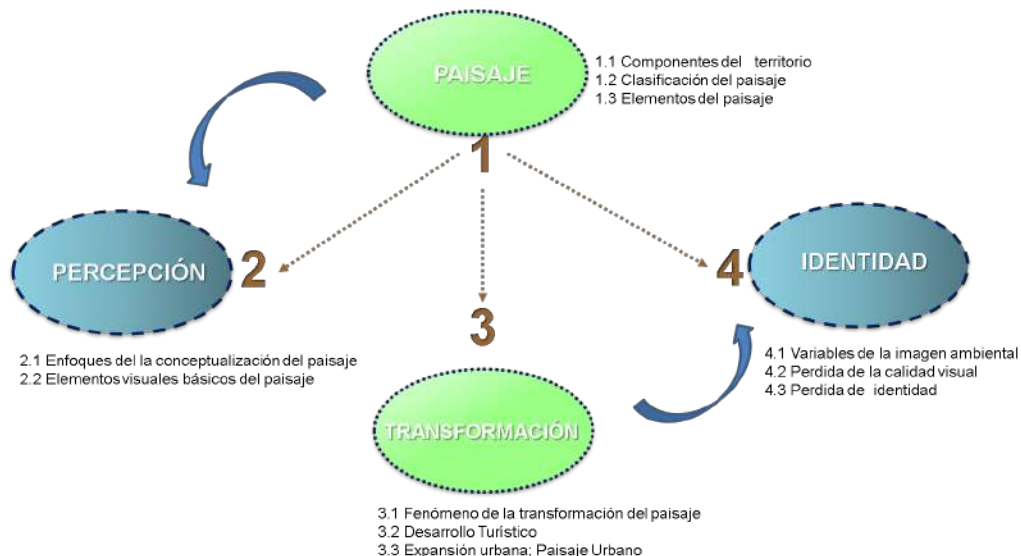 PAISAJE
1.1 Componentes del territorio
1.2 Clasificación del paisaje
1.3 Elementos del paisaje
1
PERCEPCIÓN
2
2.1 Enfoques del la conceptualización del paisaje
2.2 Elementos visuales básicos del paisaje
3
TRANSFORMACIÓN
3.1 Fenómeno de la transformación del paisaje
3.2 Desarrollo Turístico
3.3 Expansión urbana: Paisaje Urbano
4
IDENTIDAD
4.1 Variables de la imagen ambiental
4.2 Perdida de la calidad visual
4.3 Perdida de identidad